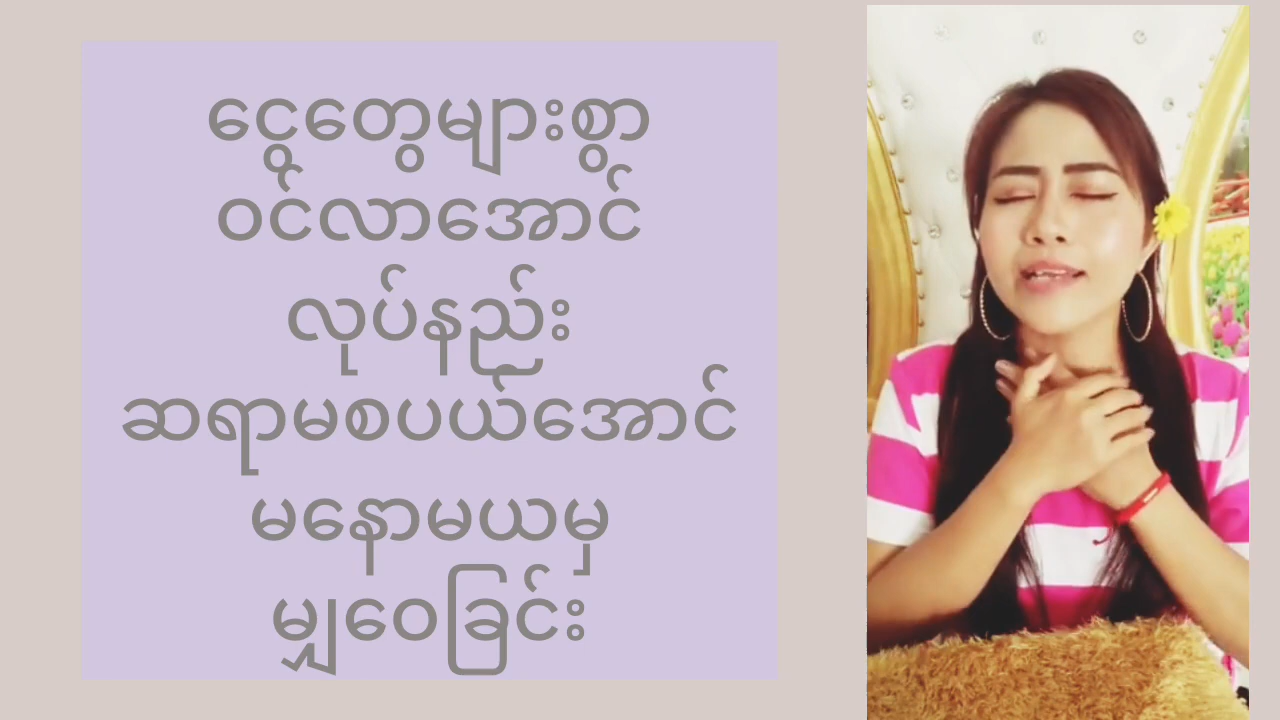 ငွေတွေများစွာ
ဝင်လာအောင်
လုပ်နည်း
ဆရာမစပယ်အောင်
မနောမယမှ
မျှဝေခြင်း